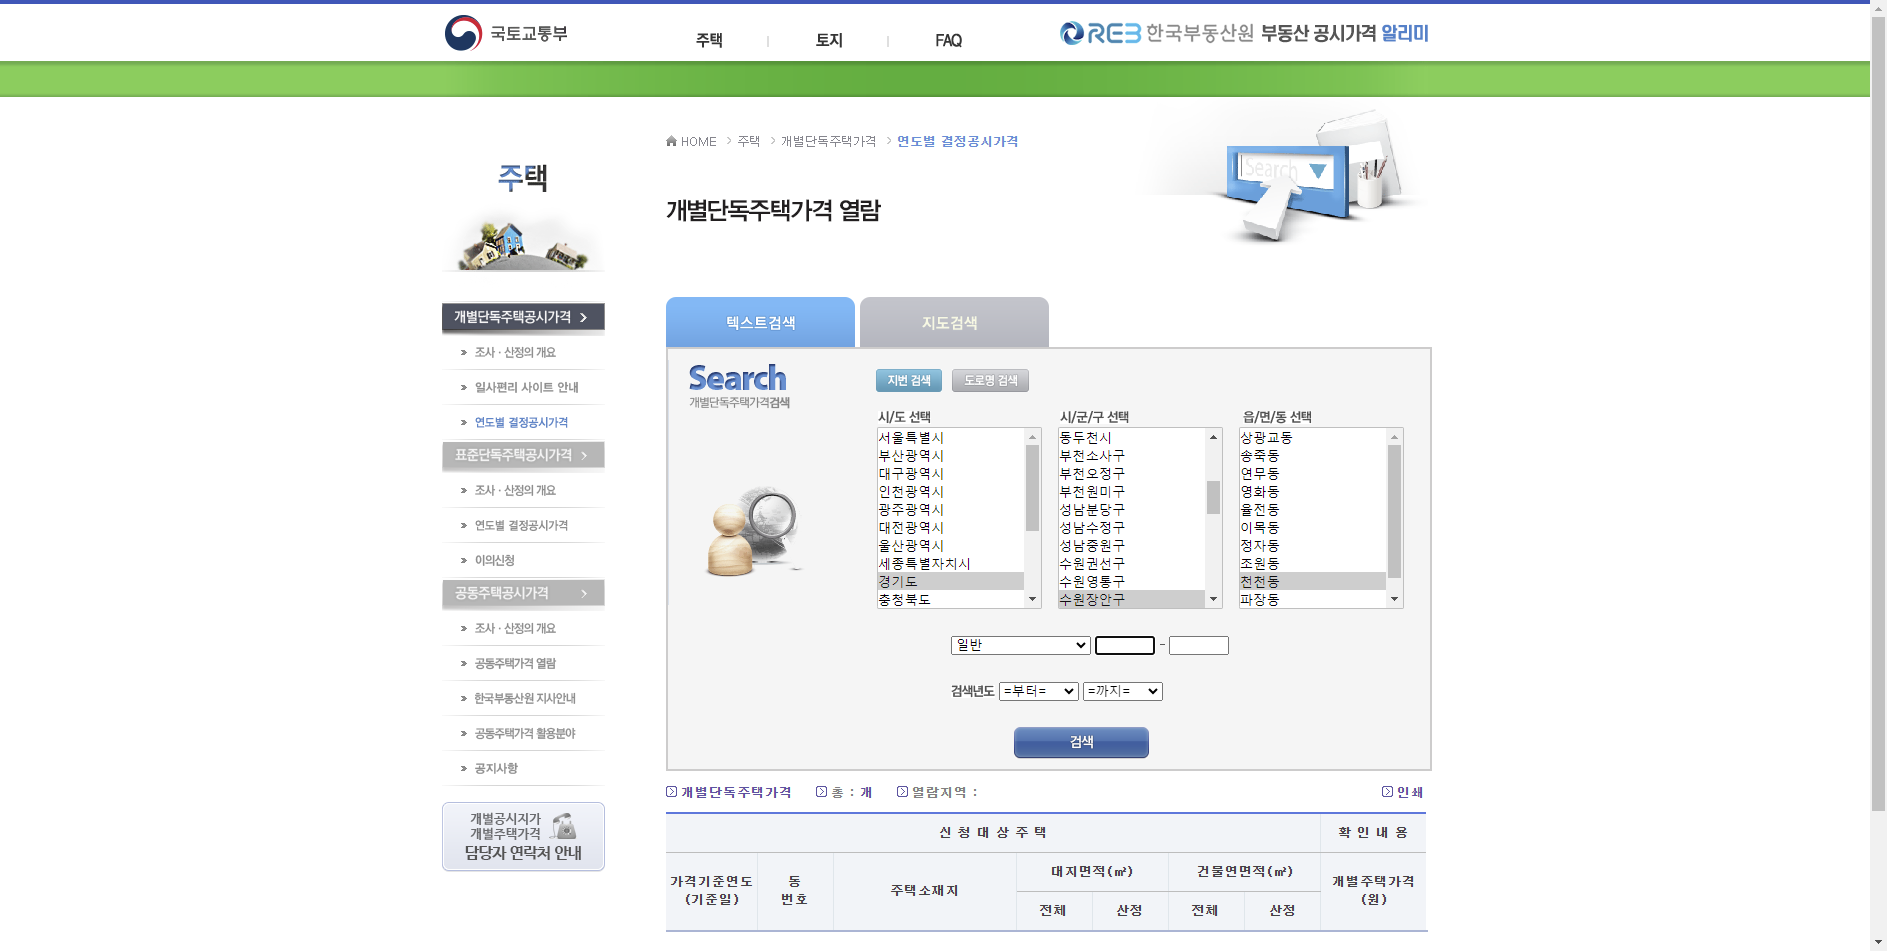 국토교통부
주택
토지
FAQ
REB 한국부동산원 부동산 공시가격 알리미
HOME > 주택 > 개별단독주택가격 > 연도별 결정공시가격
주택
개별단독주택가격 열람
Search
개별단독주택공시가격 >
» 조사 · 산정의 개요
» 일사편리 사이트 안내
» 연도별 결정공시가격
표준단독주택공시가격 >
» 조사 · 산정의 개요
» 연도별 결정공시가격
» 이의신청
공동주택공시가격 >
» 조사 · 산정의 개요
» 공동주택가격 열람
» 한국부동산원 지사안내
» 공동주택가격 활용분야
» 공지사항
개별공시지가
개별주택가격
담당자 연락처 안내
텍스트검색
지도검색
Search
개별단독주택가격검색
지번 검색
도로명 검색
시/도 선택
서울특별시
부산광역시
대구광역시
인천광역시
광주광역시
대전광역시
울산광역시
세종특별자치시
경기도
충청북도
시/군/구 선택
동두천시
부천소사구
부천오정구
부천원미구
성남분당구
성남수정구
성남중원구
수원권선구
수원영통구
수원장안구
읍/면/동 선택
상광교동
송죽동
연무동
영화동
율전동
이목동
정자동
조원동
천천동
파장동
일반
-
검색년도 =부터= =까지=
검색
개별단독주택가격
총 : 개
열람지역 :
인쇄
신 청 대 상 주 택
확 인 내 용
가격기준연도
(기준일)
동
번호
주택소재지
대지면적(㎡)
전체
산정
건물연면적(㎡)
전체
산정
개별주택가격
(원)